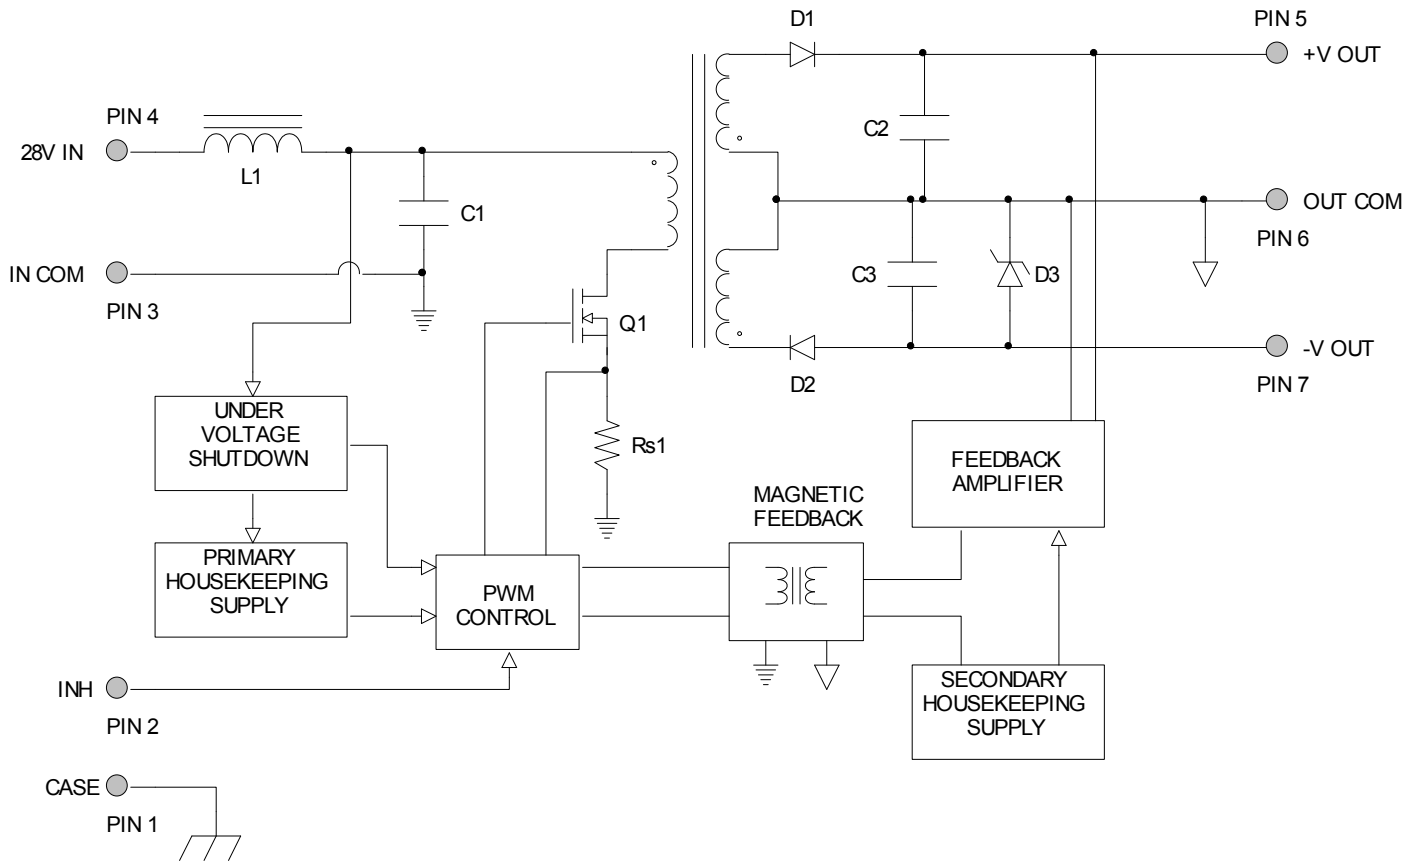 D1
PIN 5
+V OUT
PIN 4
28V IN
L1
C1
C2
OUT COM
PIN 6
IN COM
PIN 3
C3
D3
Q1
-V OUT
D2
PIN 7
UNDER
VOLTAGE
SHUTDOWN
Rs1
FEEDBACK
AMPLIFIER
MAGNETIC
FEEDBACK
PRIMARY
HOUSEKEEPING
SUPPLY
PWM
CONTROL
INH
PIN 2
SECONDARY
HOUSEKEEPING
SUPPLY
CASE
PIN 1